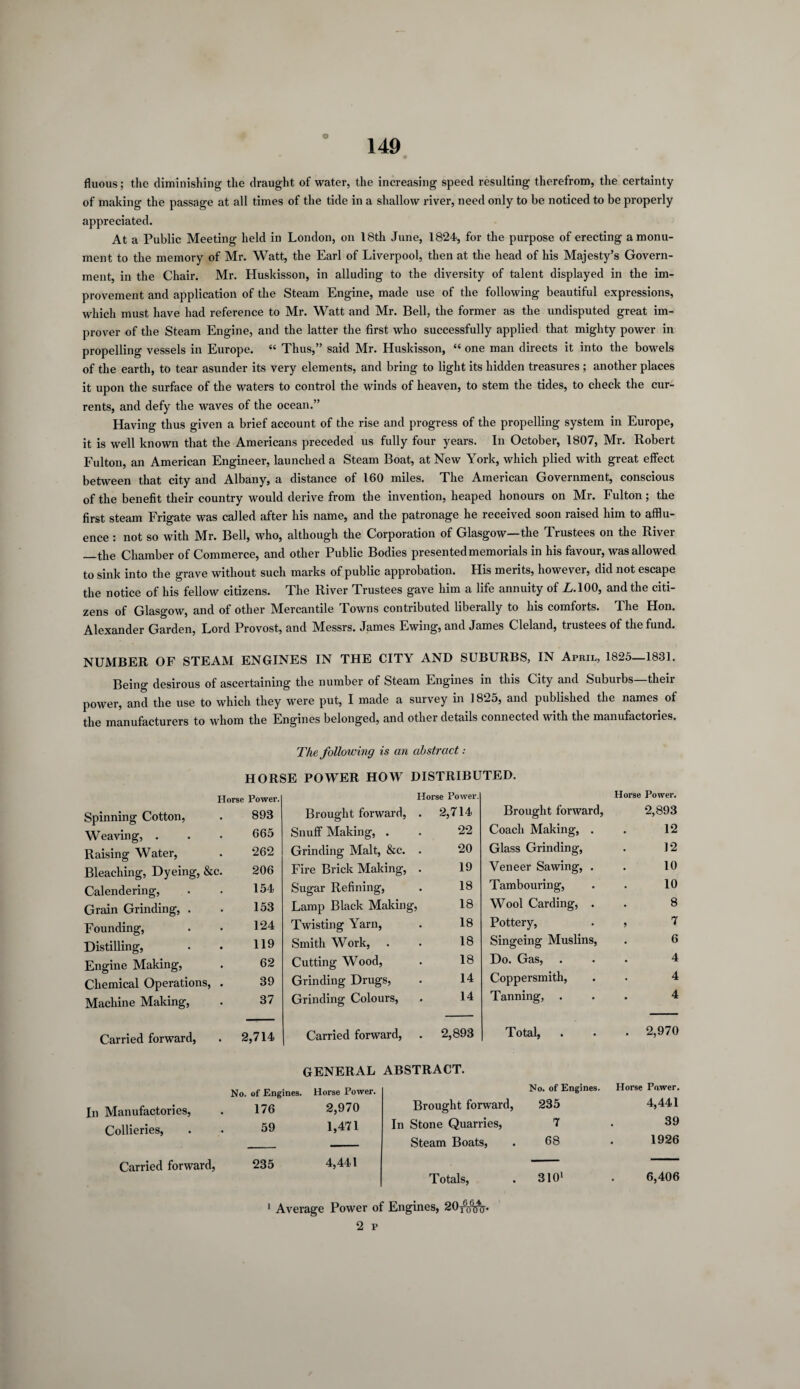 149
fluous; the diminishing the draught of water, the increasing speed resulting therefrom, the certainty
of making the passage at all times of the tide in a shallow river, need only to be noticed to be properly
appreciated.
At a Public Meeting held in London, on 18th June, 1824, for the purpose of erecting a monu-
ment to the memory of Mr. Watt, the Earl of Liverpool, then at the head of his Majesty's Govern-
ment, in the Chair. Mr. Huskisson, in alluding to the diversity of talent displayed in the im-
provement and application of the Steam Engine, made use of the following beautiful expressions,
which must have had reference to Mr. Watt and Mr. Bell, the former as the undisputed great im-
prover of the Steam Engine, and the latter the first who successfully applied that mighty power in
propelling vessels in Europe. “ Thus,” said Mr. Huskisson, “ one man directs it into the bowels
of the earth, to tear asunder its very elements, and bring to light its hidden treasures; another places
it upon the surface of the waters to control the winds of heaven, to stem the tides, to check the cur-
rents, and defy the waves of the ocean.”
Having thus given a brief account of the rise and progress of the propelling system in Europe,
it is well known that the Americans preceded us fully four years. In October, 1807, Mr. Robert
Fulton, an American Engineer, launched a Steam Boat, at New York, which plied with great effect
between that city and Albany, a distance of 160 miles. The American Government, conscious
of the benefit their country would derive from the invention, heaped honours on Mr. Fulton; the
first steam Frigate was called after his name, and the patronage he received soon raised him to afflu-
ence: not so with Mr. Bell, who, although the Corporation of Glasgow—the Trustees on the River
—the Chamber of Commerce, and other Public Bodies presented memorials in his favour, was allowed
to sink into the grave without such marks of public approbation. His merits, however, did not escape
the notice of his fellow citizens. The River Trustees gave him a life annuity of L.100, and the citi-
zens of Glasgow, and of other Mercantile Towns contributed liberally to his comforts. The Hon.
Alexander Garden, Lord Provost, and Messrs. James Ewing, and James Cleland, trustees of the fund.
NUMBER OF STEAM ENGINES IN THE CITY AND SUBURBS, IN April, 1825—1831.
Being desirous of ascertaining the number of Steam Engines in this City and Suburbs—their
power, and the use to which they were put, I made a survey in 1825, and published the names of
the manufacturers to whom the Engines belonged, and other details connected with the manufactories.
The following is an abstract:
HORSE POWER HOW DISTRIBUTED.
Horse Power.
Spinning Cotton, . 893
Weaving, . . . 665
Raising Water, . 262
Bleaching, Dyeing, &c. 206
Calendering, . . 154
Grain Grinding, . . 153
Founding, . . 124
Distilling, . . 119
Engine Making, . 62
Chemical Operations, . 39
Machine Making, . 37
Carried forward, . 2,714
Horse Power.
Brought forward, . 2,714
Snuff Making, . . 22
Grinding Malt, &c. . 20
Fire Brick Making, . 19
Sugar Refining, . 18
Lamp Black Making, 18
Twisting Yarn, . 18
Smith Work, . . 18
Cutting Wood, . 18
Grinding Drugs, . 14
Grinding Colours, . 14
Carried forward, . 2,893
Horse Power.
Brought forward, 2,893
Coach Making, . . 12
Glass Grinding, . 12
Veneer Sawing, . . 10
Tambouring, . . 10
Wool Carding, . . 8
Pottery, . , 7
Singeing Muslins, . 6
Do. Gas, . . . 4
Coppersmith, . . 4
Tanning, . . . 4
Total, . . . 2,970
GENERAL ABSTRACT.
No. of Engines. Horse Power.
In Manufactories, . 176 2,970
Collieries, . . 59 1,471
Carried forward, 235 4,441
No. of Engines. Horse Power.
Brought forward, 235 4,441
In Stone Quarries, 7 . 39
Steam Boats, . 68 . 1926
Totals, . 310¹ . 6,406
¹ Average Power of Engines, 20 664/1000.
2 P